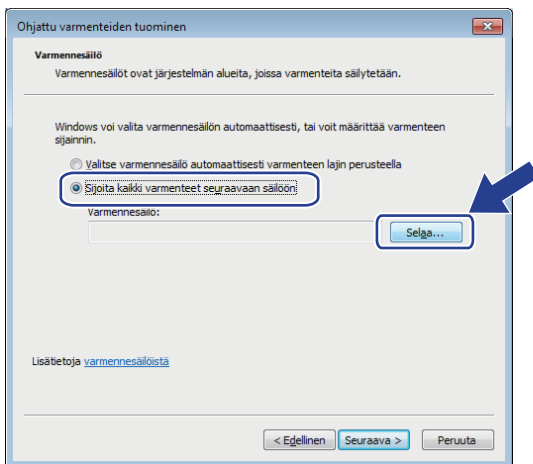 Ohjattu varmenteiden tuominen
Varmennesäilö
Varmennesäilöt ovat järjestelmän alueita, joissa varmenteita säilytetään.
Windows voi valita varmennesäilön automaattisesti, tai voit määrittää varmenteen
sijainnin.
Valitse varmennesäilö automaattisesti varmenteen lajin perusteella
Sijoita kaikki varmenteet seuraavaan säilöön
Varmennesäilö:
Selaa...
Lisätietoja varmennesäilöistä
< Edellinen Seuraava > Peruuta